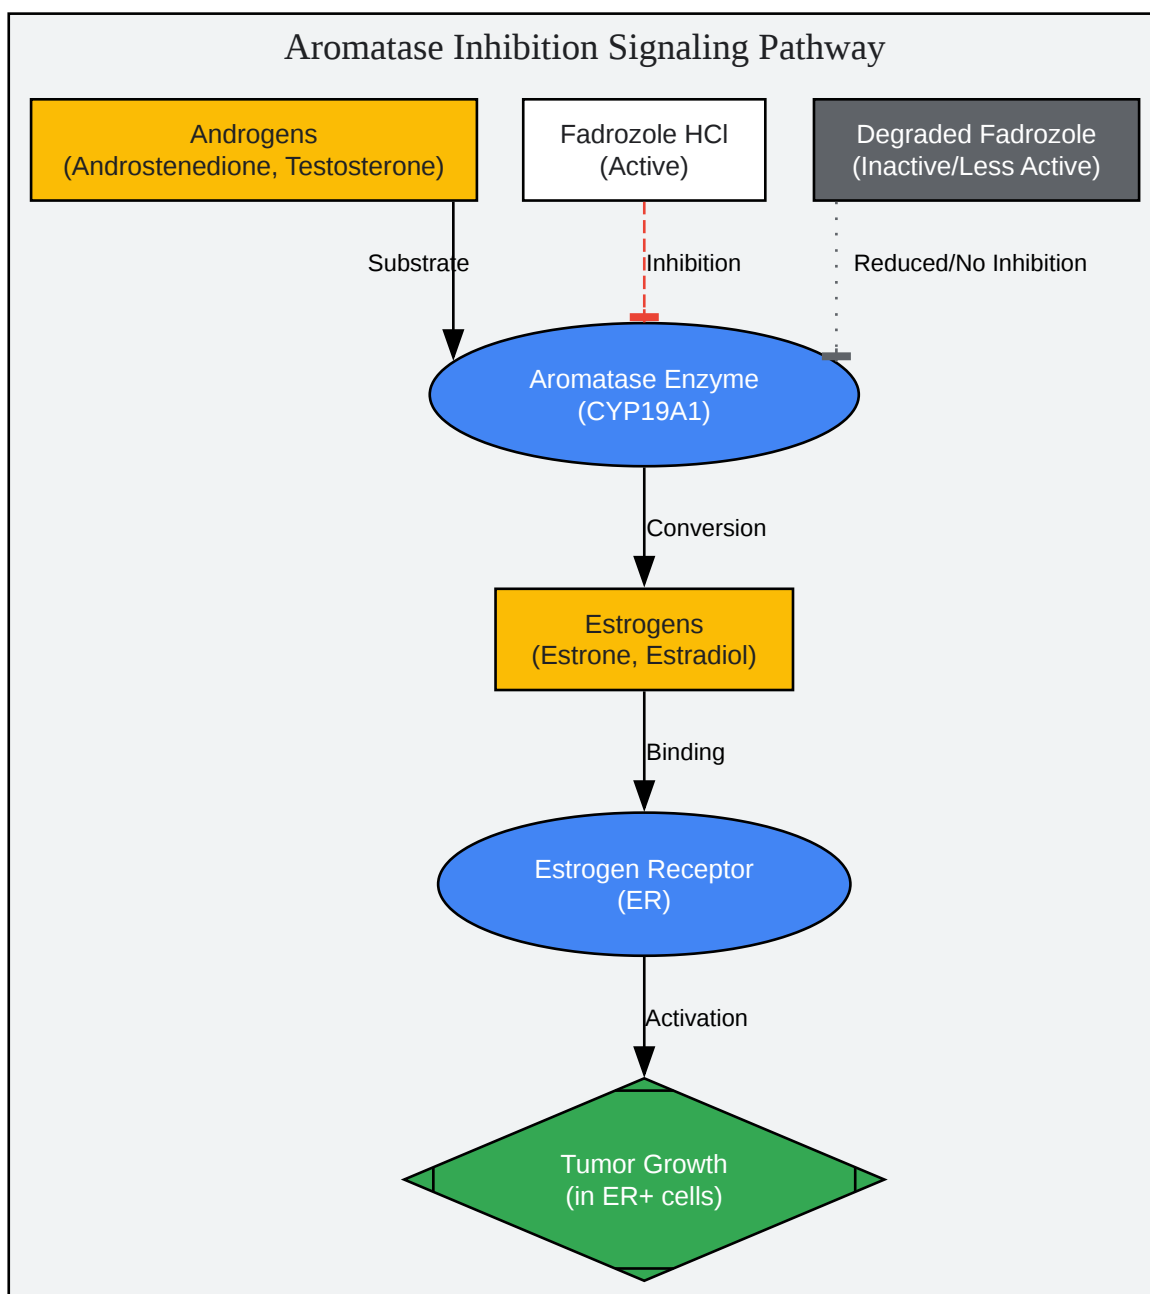 Aromatase Inhibition Signaling Pathway
Androgens
(Androstenedione, Testosterone)
Fadrozole HCl
(Active)
Degraded Fadrozole
(Inactive/Less Active)
Substrate
Inhibition
Reduced/No Inhibition
Aromatase Enzyme
(CYP19A1)
Conversion
Estrogens
(Estrone, Estradiol)
Binding
Estrogen Receptor
(ER)
Activation
Tumor Growth
(in ER+ cells)